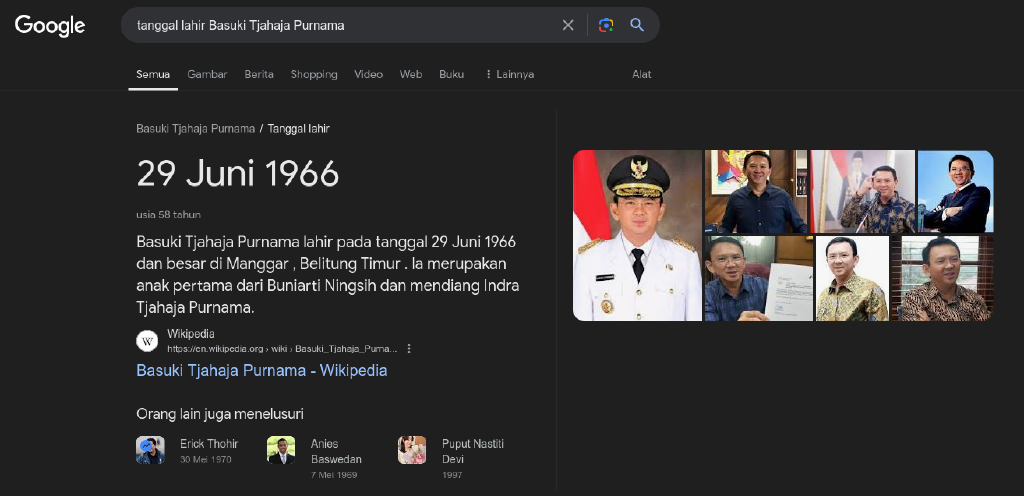 Google
tanggal lahir Basuki Tjahaja Purnama
Semua Gambar Berita Shopping Video Web Buku Lainnya Alat
Basuki Tjahaja Purnama / Tanggal lahir
29 Juni 1966
usia 58 tahun
Basuki Tjahaja Purnama lahir pada tanggal 29 Juni 1966
dan besar di Manggar , Belitung Timur . Ia merupakan
anak pertama dari Buniarti Ningsih dan mendiang Indra
Tjahaja Purnama.
W
Wikipedia
https://en.wikipedia.org › wiki › Basuki_Tjahaja_Purna...
Basuki Tjahaja Purnama - Wikipedia
Orang lain juga menelusuri
Erick Thohir
30 Mei 1970
Anies
Baswedan
7 Mei 1969
Puput Nastiti
Devi
1997